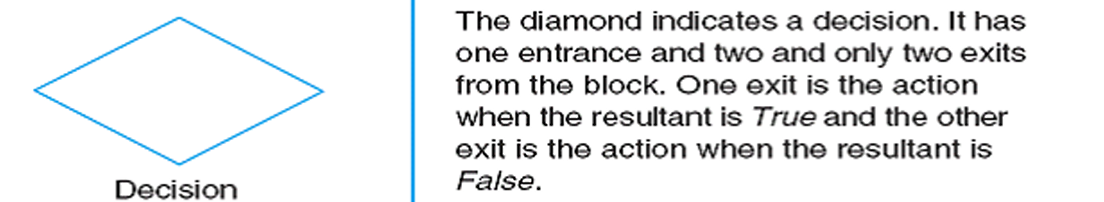 Decision
The diamond indicates a decision. It has
one entrance and two and only two exits
from the block. One exit is the action
when the resultant is True and the other
exit is the action when the resultant is
False.